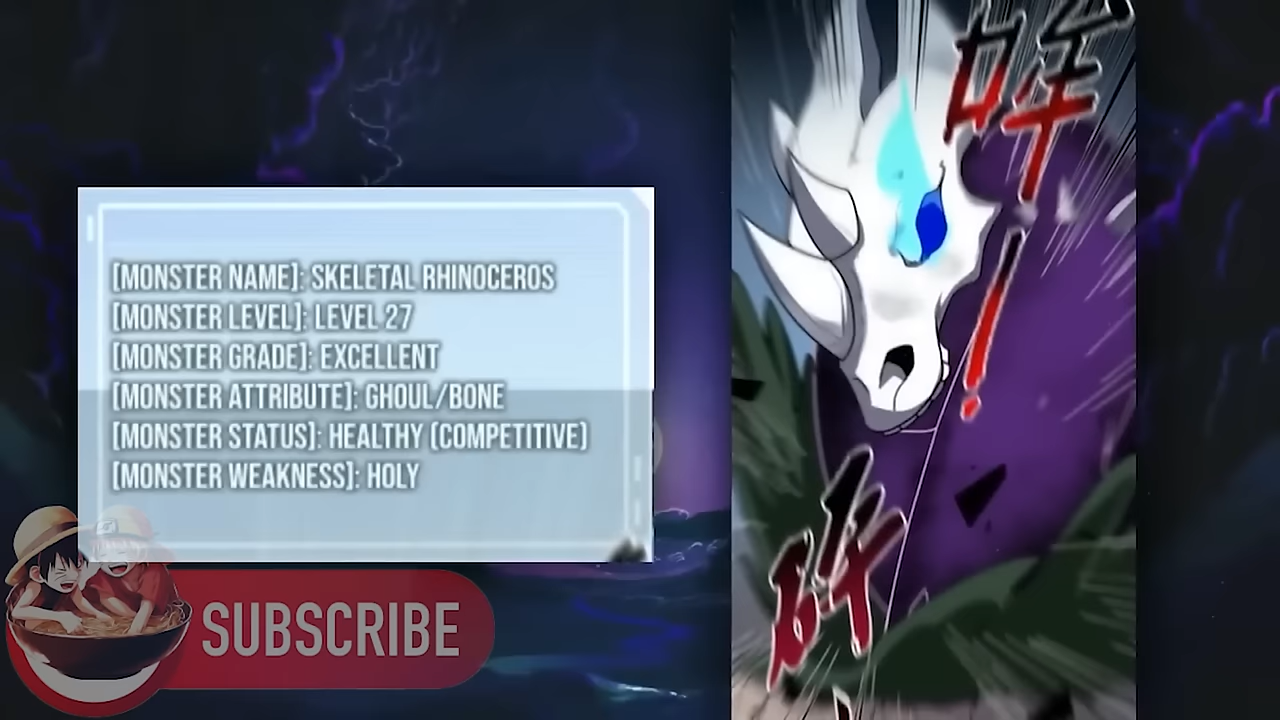 [MONSTER NAME]: SKELETAL RHINOCEROS
[MONSTER LEVEL]: LEVEL 27
[MONSTER GRADE]: EXCELLENT
[MONSTER ATTRIBUTE]: GHOUL/BONE
[MONSTER STATUS]: HEALTHY (COMPETITIVE)
[MONSTER WEAKNESS]: HOLY
SUBSCRIBE